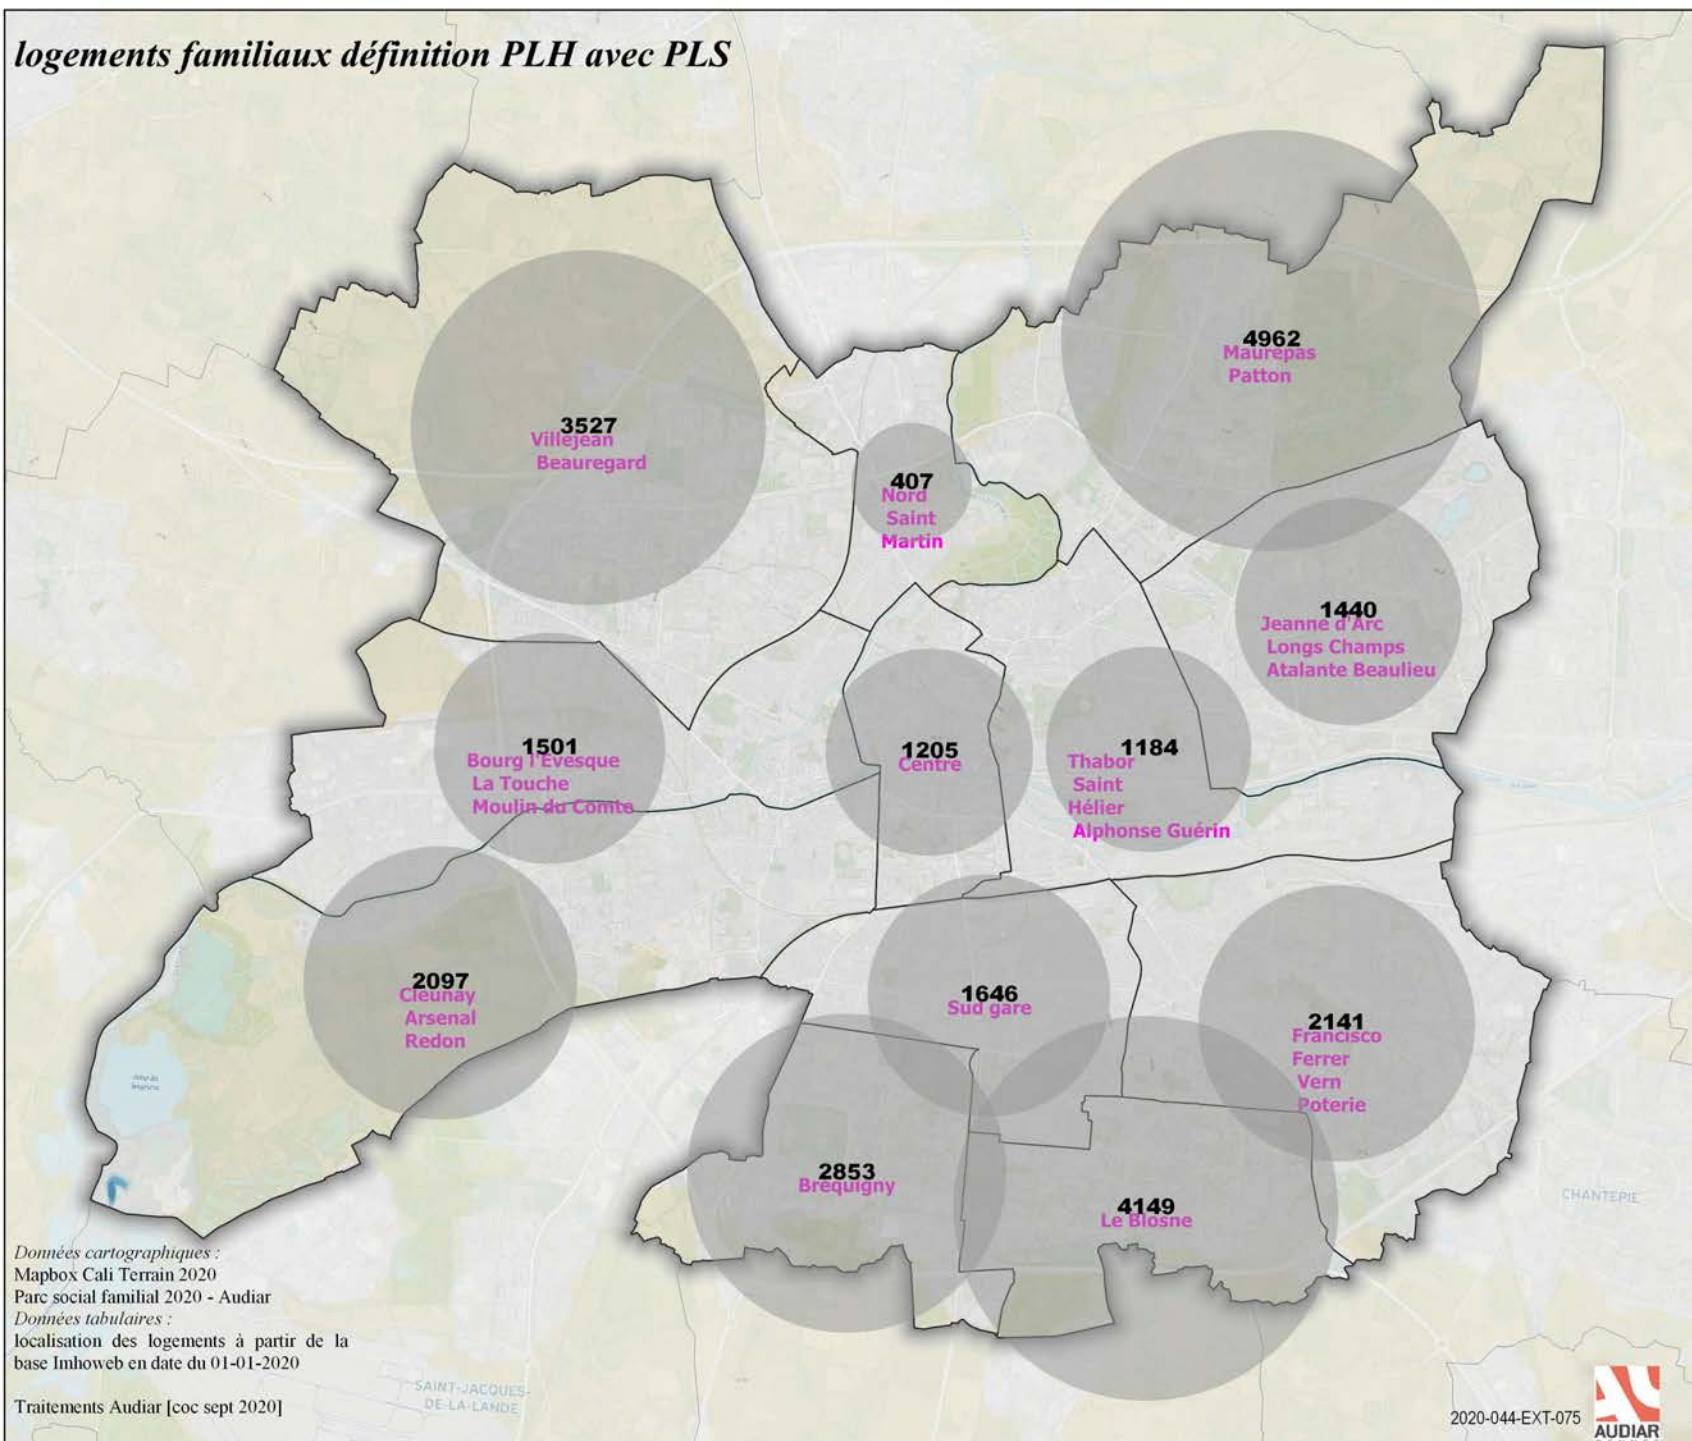 logements familiaux définition PLH avec PLS
4962
Maurepas
Patton
3527
Villejean
Beauregard
407
Nord
Saint
Martin
1440
Jeanne d'Arc
Longs Champs
Atalante Beaulieu
1501
Bourg l'Evesque
La Touche
Moulin du Comte
1205
Centre
1184
Thabor
Saint
Hélier
Alphonse Guérin
2097
Cleunay
Arsenal
Redon
1646
Sud gare
2141
Francisco
Ferrer
Vern
Poterie
2853
Bréquigny
4149
Le Blosne
CHANTEPIE
Données cartographiques :
Mapbox Cali Terrain 2020
Parc social familial 2020 - Audiar
Données tabulaires :
localisation des logements à partir de la
base Imhoweb en date du 01-01-2020
Traitements Audiar [coc sept 2020]
SAINT-JACQUES-
DE-LA-LANDE
2020-044-EXT-075
AUDIAR